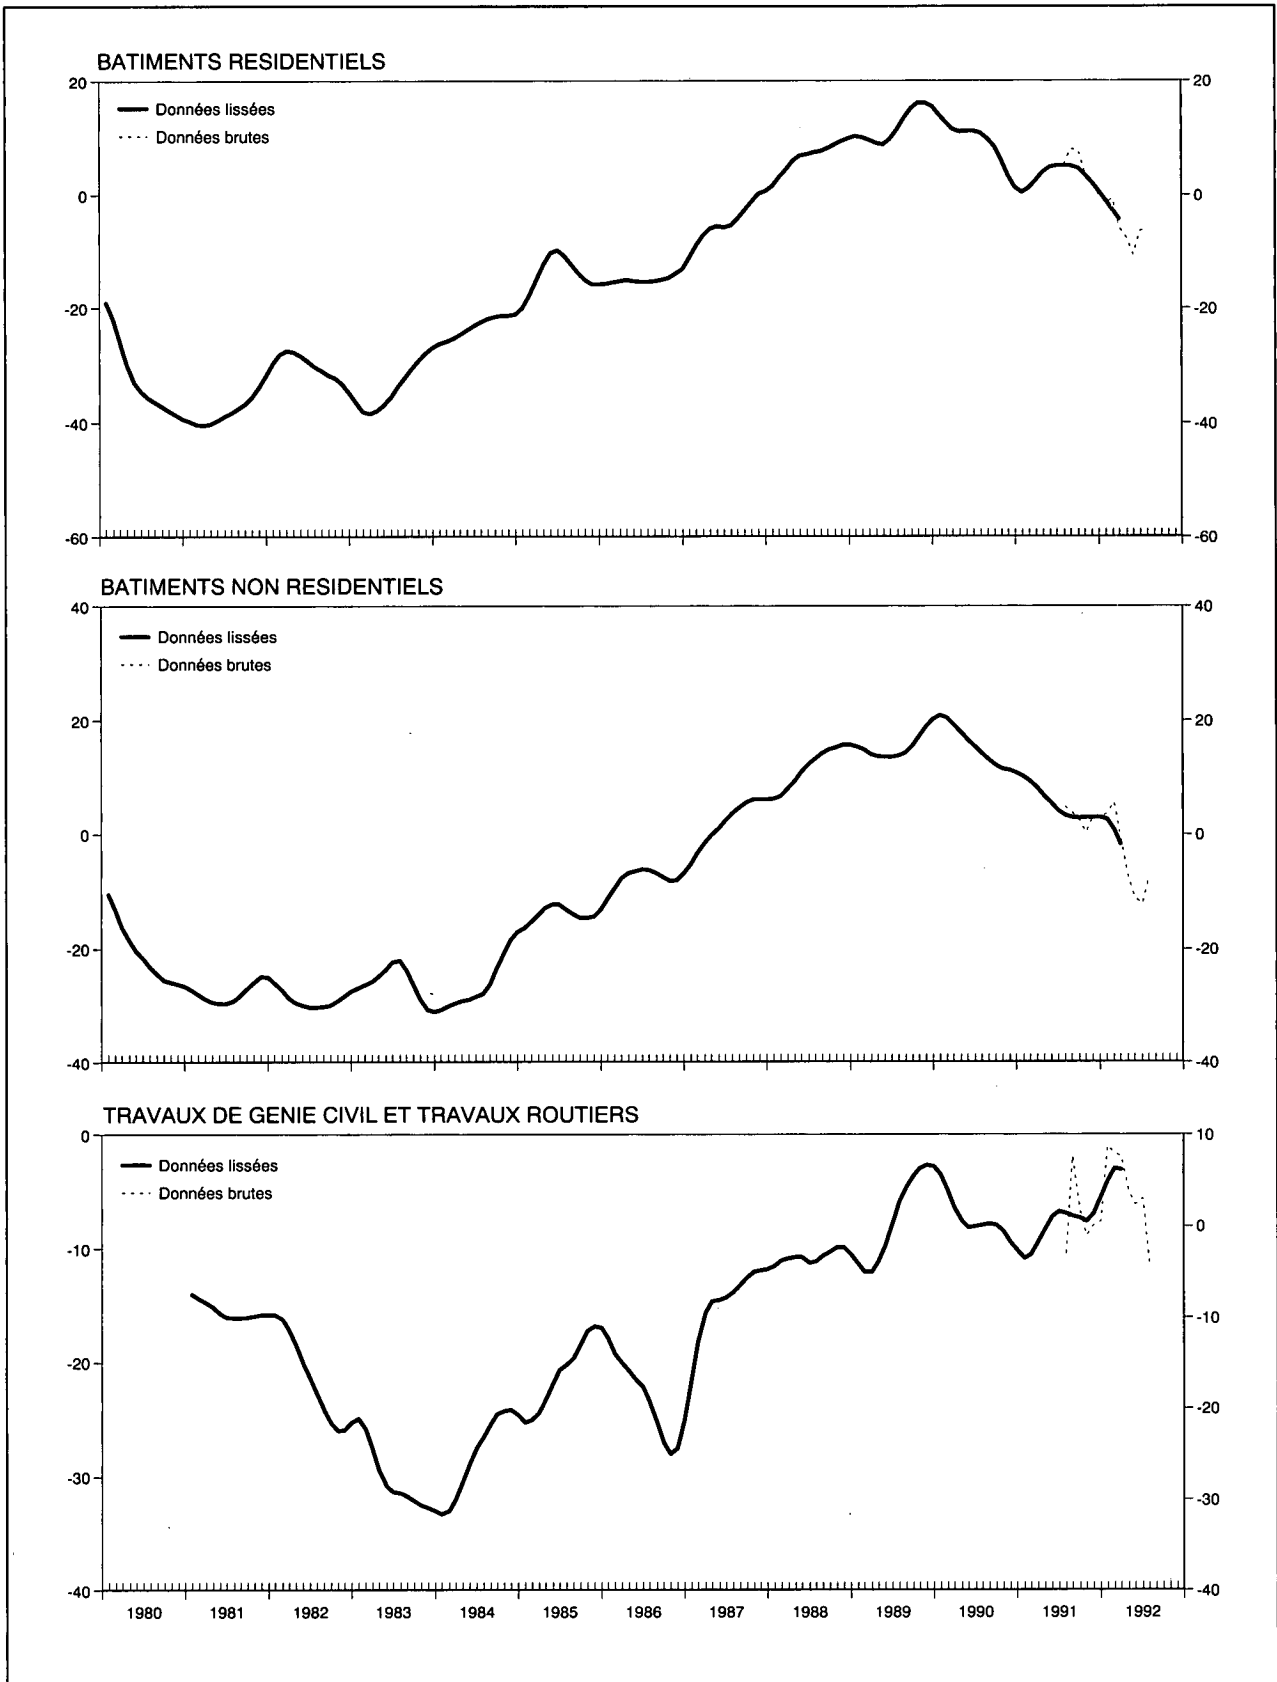 BATIMENTS RESIDENTIELS
20 20
Données lissées
Données brutes
0 0
-20 -20
-40 -40
-60 -60
BATIMENTS NON RESIDENTIELS
40 40
Données lissées
Données brutes
20 20
0 0
-20 -20
-40 -40
TRAVAUX DE GENIE CIVIL ET TRAVAUX ROUTIERS
0 10
Données lissées
Données brutes
0
-10
-10
-20
-20
-30
-30
-40 -40
1980 1981 1982 1983 1984 1985 1986 1987 1988 1989 1990 1991 1992